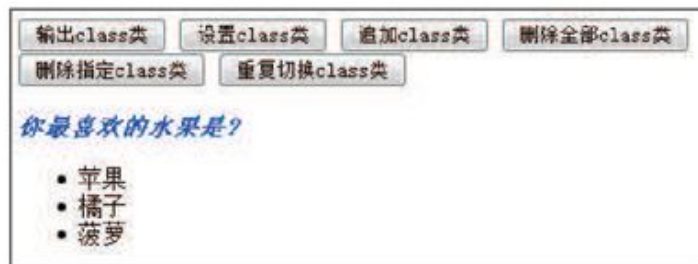 输出class类 设置class类 追加class类 删除全部class类
删除指定class类 重复切换class类
你最喜欢的水果是?
苹果
橘子
菠萝